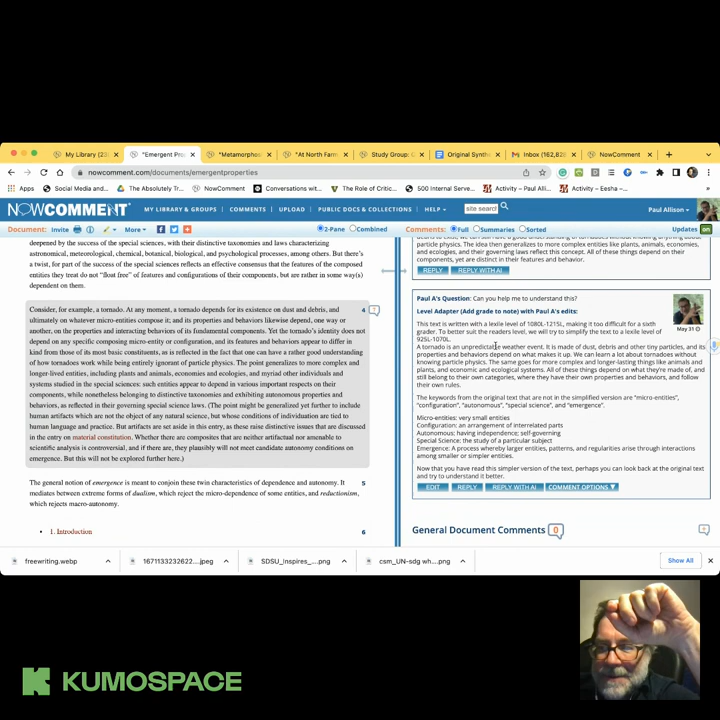 My Library (23
"Emergent Pro
"Metamorphos
"At North Farm
Study Group: C
Original Synth
Inbox (162,828
NowComment
nowcomment.com/documents/emergentproperties
Apps
Social Media and...
The Absolutely Tr...
NowComment
Conversations wit...
The Role of Critic...
500 Internal Serve...
Activity – Paul Alli...
Activity – Eesha –...
NOWCOMMENT
MY LIBRARY & GROUPS
COMMENTS
UPLOAD
PUBLIC DOCS & COLLECTIONS
HELP
site search
Paul Allison
Document:
Invite
More
2-Pane
Combined
Comments:
Full
Summaries
Sorted
Updates
on
deepened by the success of the special sciences, with their distinctive taxonomies and laws characterizing
astronomical, meteorological, chemical, botanical, biological, and psychological processes, among others. But there's
a twist, for part of the success of the special sciences reflects an effective consensus that the features of the composed
entities they treat do not "float free" of features and configurations of their components, but are rather in some way(s)
dependent on them.
Consider, for example, a tornado. At any moment, a tornado depends for its existence on dust and debris, and
4
ultimately on whatever micro-entities compose it; and its properties and behaviors likewise depend, one way or
another, on the properties and interacting behaviors of its fundamental components. Yet the tornado's identity does not
depend on any specific composing micro-entity or configuration, and its features and behaviors appear to differ in
kind from those of its most basic constituents, as is reflected in the fact that one can have a rather good understanding
of how tornadoes work while being entirely ignorant of particle physics. The point generalizes to more complex and
longer-lived entities, including plants and animals, economies and ecologies, and myriad other individuals and
systems studied in the special sciences: such entities appear to depend in various important respects on their
components, while nonetheless belonging to distinctive taxonomies and exhibiting autonomous properties and
behaviors, as reflected in their governing special science laws. (The point might be generalized yet further to include
human artifacts which are not the object of any natural science, but whose conditions of individuation are tied to
human language and practice. But artifacts are set aside in this entry, as these raise distinctive issues that are discussed
in the entry on material constitution. Whether there are composites that are neither artifactual nor amenable to
scientific analysis is controversial, and if there are, they plausibly will not meet candidate autonomy conditions on
emergence. But this will not be explored further here.)
The general notion of emergence is meant to conjoin these twin characteristics of dependence and autonomy. It
5
mediates between extreme forms of dualism, which reject the micro-dependence of some entities, and reductionism,
which rejects macro-autonomy.
• 1. Introduction
6
particle physics. The idea then generalizes to more complex entities like plants, animals, economies,
and ecologies, and their governing laws reflect this autonomy. All of these things depend on their
components, yet are distinct in their features and behavior.
REPLY
REPLY WITH AI
Paul A's Question: Can you help me to understand this?
Level Adapter (Add grade to note) with Paul A's edits:
May 31
This text is written with a lexile level of 1080L-1215L, making it too difficult for a sixth
grader. To better suit the reader's level, we will try to simplify the text to a lexile level of
925L-1070L.
A tornado is an unpredictable weather event. It is made of dust, debris and other tiny particles, and its
properties and behaviors depend on what makes it up. We can learn a lot about tornadoes without
knowing anything about particle physics. The same goes for more complex and longer-lasting things like animals and
plants, and economic and ecological systems. All of these things depend on what they're made of, and
still belong to their own categories, where they have their own properties and behaviors, and follow
their own rules.
The keywords from the original text that are not in the simplified version are "micro-entities",
"configuration", "autonomous", "special science", and "emergence".
Micro-entities: very small entities
Configuration: an arrangement of interrelated parts
Autonomous: having independence; self-governing
Special Science: the study of a particular subject
Emergence: A process whereby larger entities, patterns, and regularities arise through interactions
among smaller or simpler entities.
Now that you have read this simpler version of the text, perhaps you can look back at the original text
and try to understand it better.
EDIT
REPLY
REPLY WITH AI
COMMENT OPTIONS
General Document Comments
0
freewriting.webp
1671133232622....jpeg
SDSU_Inspires_....png
csm_UN-sdg wh....png
Show All
KUMOSPACE